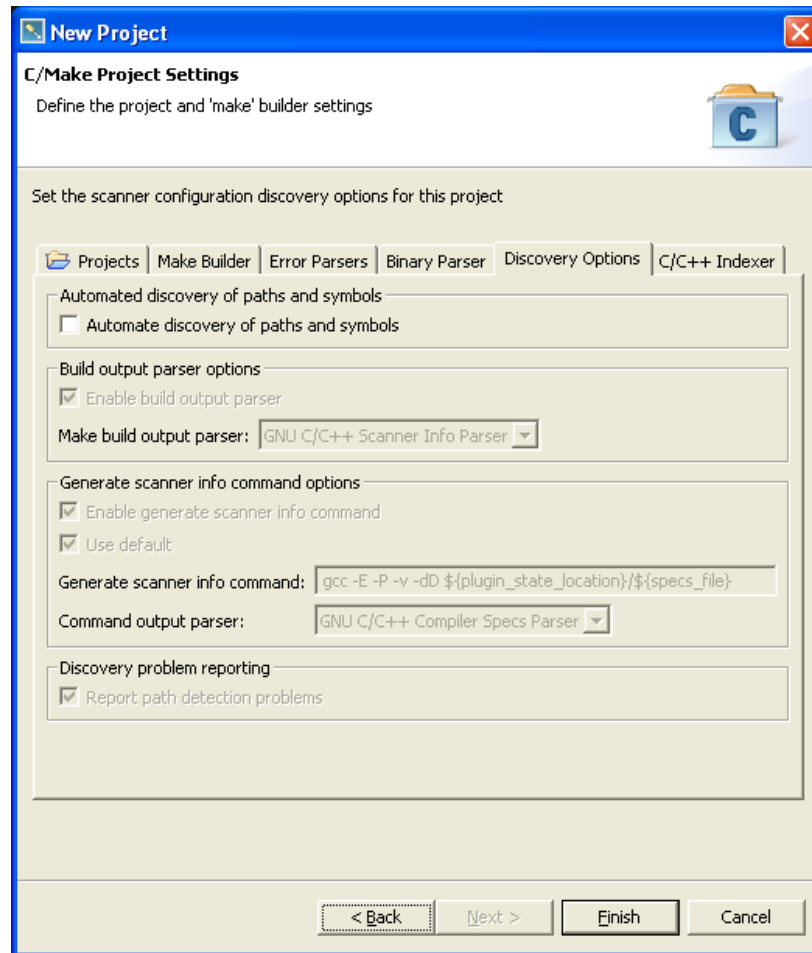 New Project
C/Make Project Settings
Define the project and 'make' builder settings
C
Set the scanner configuration discovery options for this project
Projects Make Builder Error Parsers Binary Parser Discovery Options C/C++ Indexer
Automated discovery of paths and symbols
Automate discovery of paths and symbols
Build output parser options
Enable build output parser
Make build output parser: GNU C/C++ Scanner Info Parser
Generate scanner info command options
Enable generate scanner info command
Use default
Generate scanner info command: gcc -E -P -v -dD ${plugin_state_location}/${specs_file}
Command output parser: GNU C/C++ Compiler Specs Parser
Discovery problem reporting
Report path detection problems
< Back Next > Finish Cancel